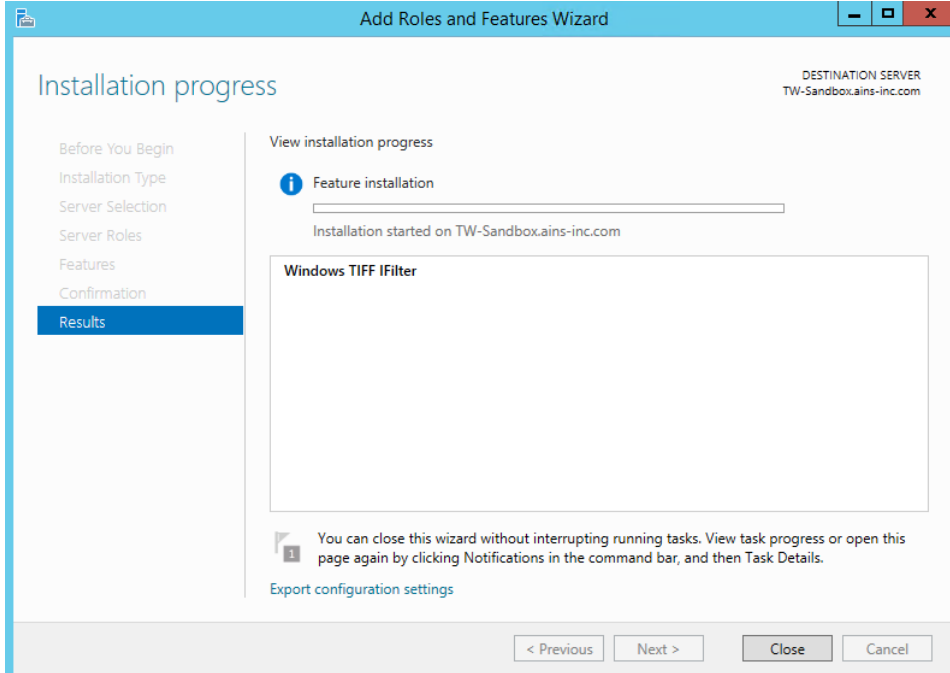 Add Roles and Features Wizard
Installation progress
DESTINATION SERVER
TW-Sandbox.ains-inc.com
Before You Begin
Installation Type
Server Selection
Server Roles
Features
Confirmation
Results
View installation progress
Feature installation
Installation started on TW-Sandbox.ains-inc.com
Windows TIFF IFilter
1
You can close this wizard without interrupting running tasks. View task progress or open this
page again by clicking Notifications in the command bar, and then Task Details.
Export configuration settings
< Previous
Next >
Close
Cancel